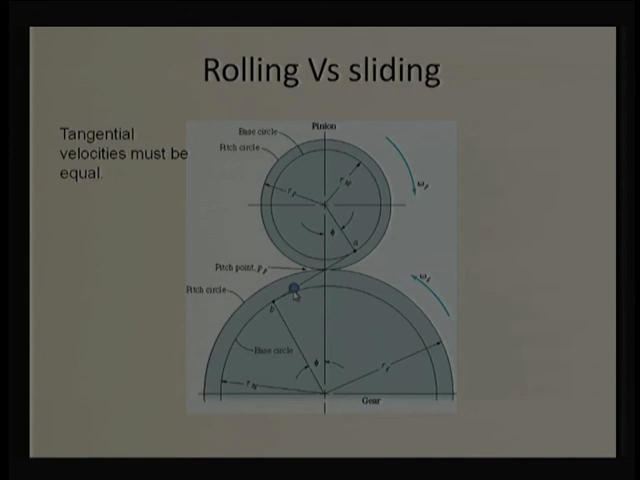 Rolling Vs sliding
Tangential
velocities must be
equal.
Pinion
Base circle
Pitch circle
ϕ
a
Pitch point, P
Pitch circle
b
Base circle
ϕ
Gear